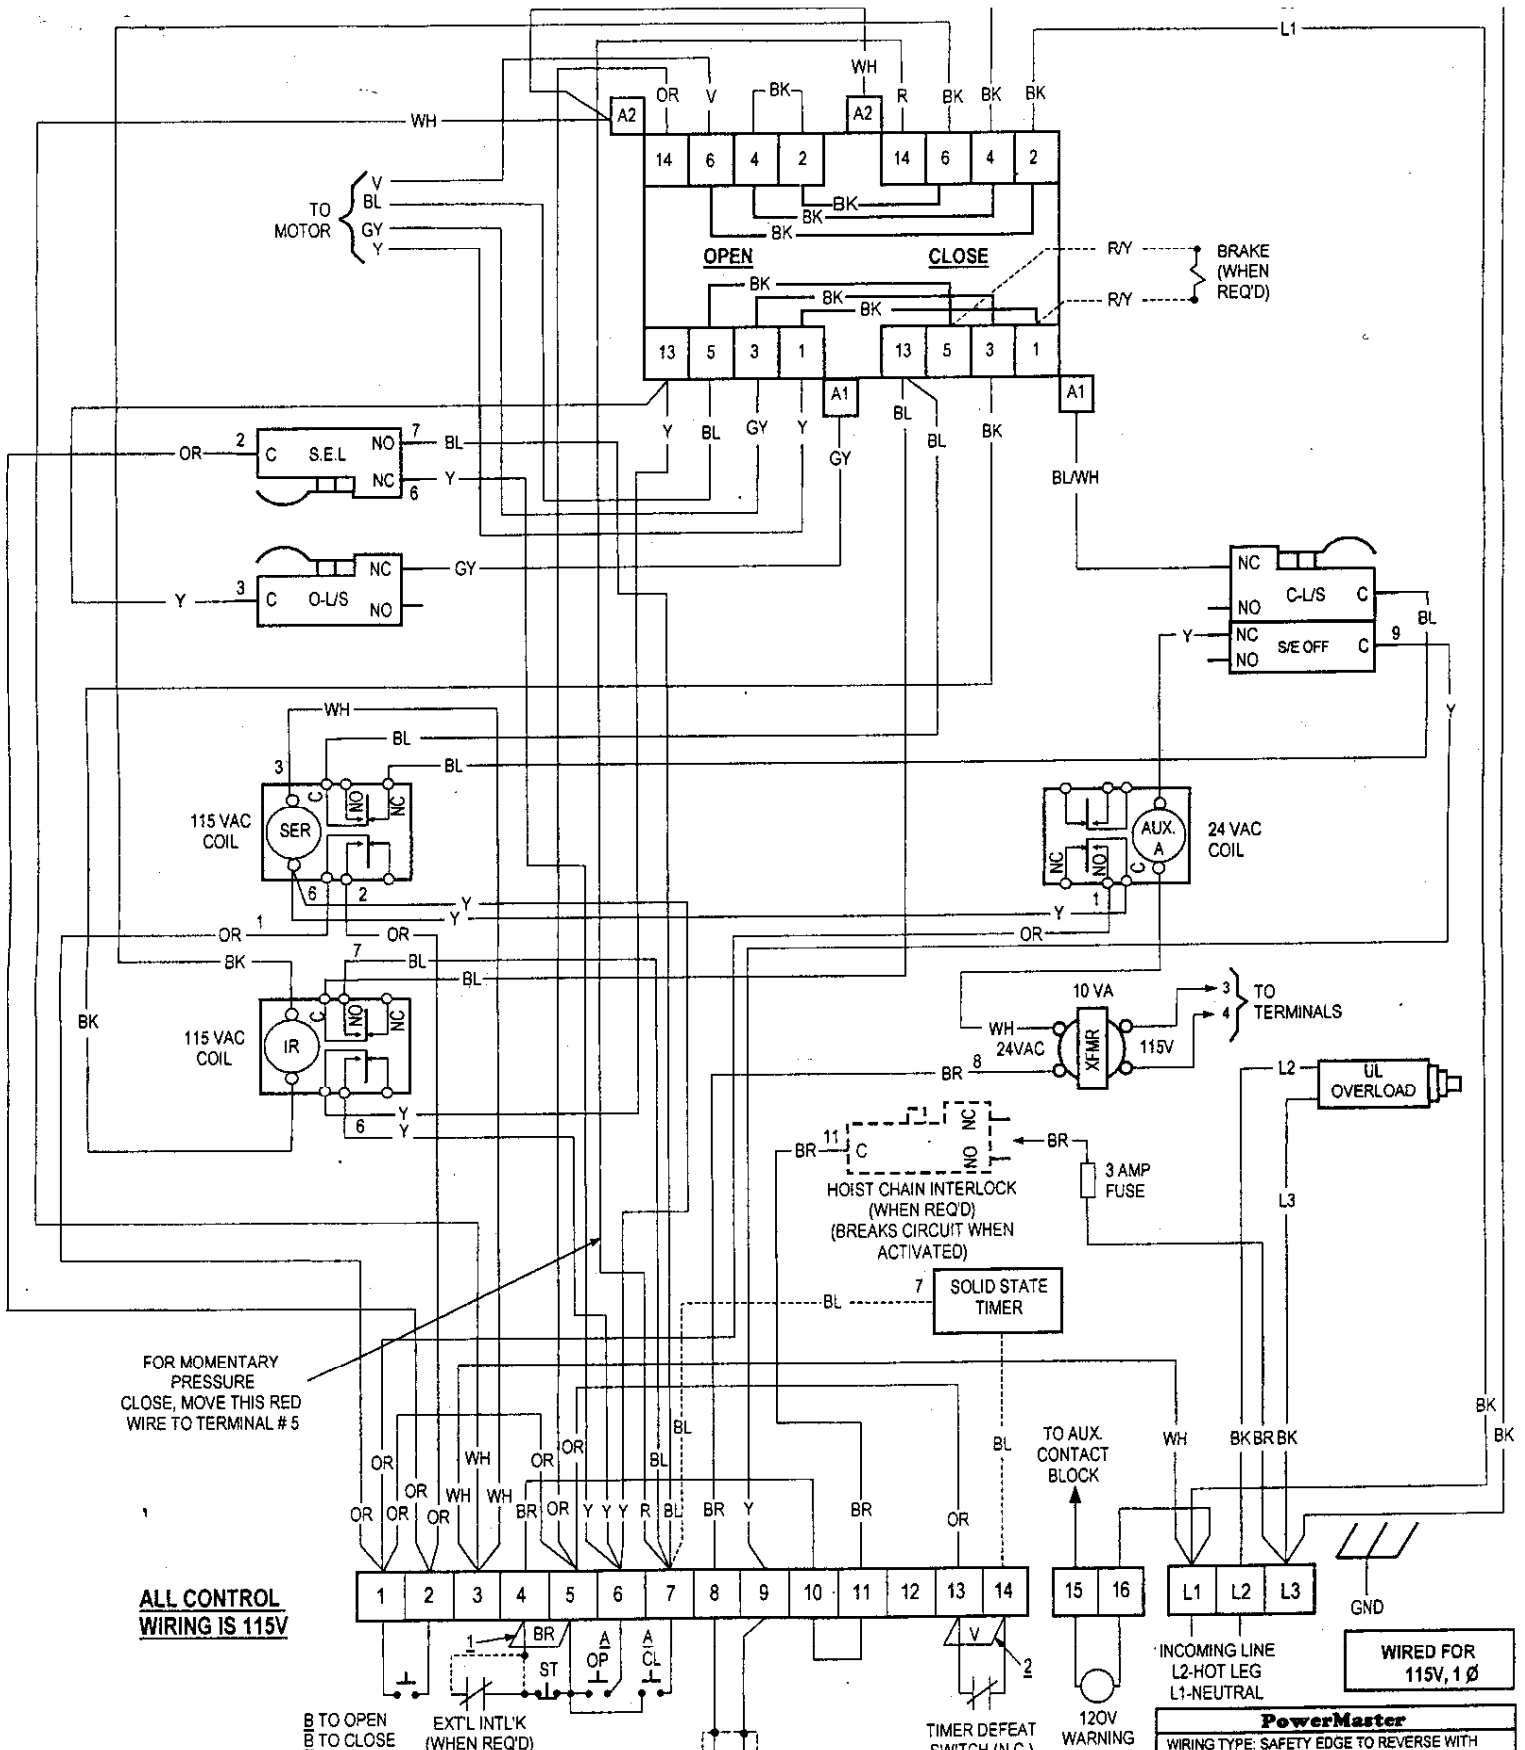 L1
WH
OR
V
BK
WH
R
BK
BK
BK
A2
A2
WH
14
6
4
2
14
6
4
2
V
BL
GY
Y
TO
MOTOR
BK
BK
BK
OPEN
CLOSE
R/Y
R/Y
BRAKE
(WHEN
REQ'D)
BK
BK
BK
13
5
3
1
13
5
3
1
A1
A1
Y
BL
GY
Y
GY
BL
BL
BK
BL/WH
OR
2
C
S.E.L
NO
NC
7
6
BL
Y
Y
3
C
O-L/S
NC
NO
GY
NC
NO
C-L/S
C
BL
Y
NC
NO
S/E OFF
C
9
Y
WH
BL
BL
3
115 VAC
COIL
SER
C
NO
NC
6
2
Y
Y
Y
NC
NO
C
AUX.
A
1
24 VAC
COIL
OR
1
OR
OR
BK
7
BL
BL
BK
115 VAC
COIL
IR
C
NO
NC
6
Y
Y
10 VA
XFMR
WH
24VAC
115V
8
BR
3
4
TO
TERMINALS
L2
UL
OVERLOAD
L3
BR
11
C
NC
NO
BR
3 AMP
FUSE
HOIST CHAIN INTERLOCK
(WHEN REQ'D)
(BREAKS CIRCUIT WHEN
ACTIVATED)
7
BL
SOLID STATE
TIMER
FOR MOMENTARY
PRESSURE
CLOSE, MOVE THIS RED
WIRE TO TERMINAL # 5
OR
OR
OR
OR
OR
WH
WH
WH
BR
OR
OR
OR
Y
Y
Y
R
BL
BL
BL
BR
Y
BR
OR
BL
TO AUX.
CONTACT
BLOCK
WH
BK
BR
BK
BK
BK
ALL CONTROL
WIRING IS 115V
1
2
3
4
5
6
7
8
9
10
11
12
13
14
15
16
L1
L2
L3
GND
1
BR
ST
A
OP
A
CL
V
2
INCOMING LINE
L2-HOT LEG
L1-NEUTRAL
WIRED FOR
115V, 1 Ø
B TO OPEN
B TO CLOSE
EXT'L INTL'K
(WHEN REQ'D)
TIMER DEFEAT
SWITCH (N.C.)
120V
WARNING
PowerMaster
WIRING TYPE: SAFETY EDGE TO REVERSE WITH